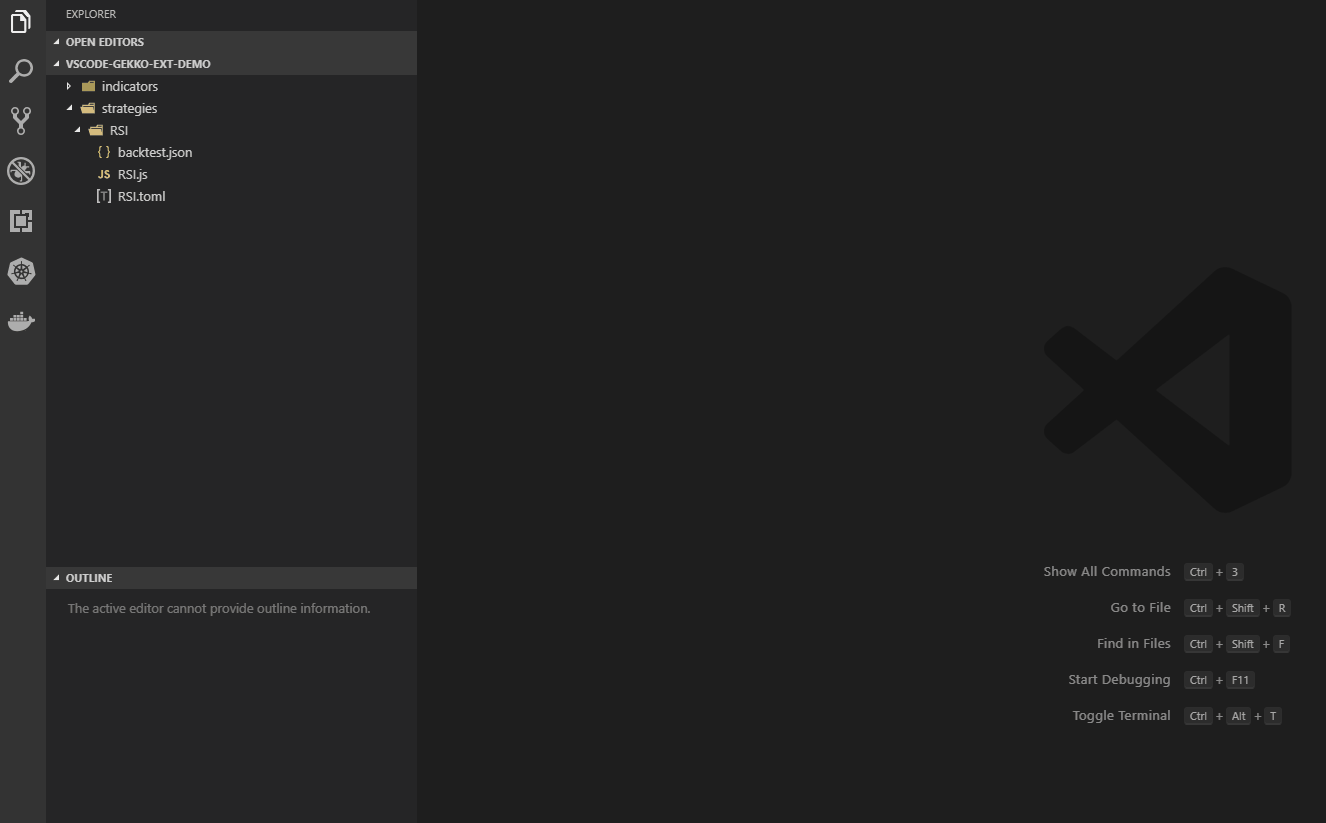 EXPLORER
OPEN EDITORS
VSCODE-GEKKO-EXT-DEMO
indicators
strategies
RSI
{ } backtest.json
JS RSI.js
[T] RSI.toml
OUTLINE
The active editor cannot provide outline information.
Show All Commands Ctrl + 3
Go to File Ctrl + Shift + R
Find in Files Ctrl + Shift + F
Start Debugging Ctrl + F11
Toggle Terminal Ctrl + Alt + T